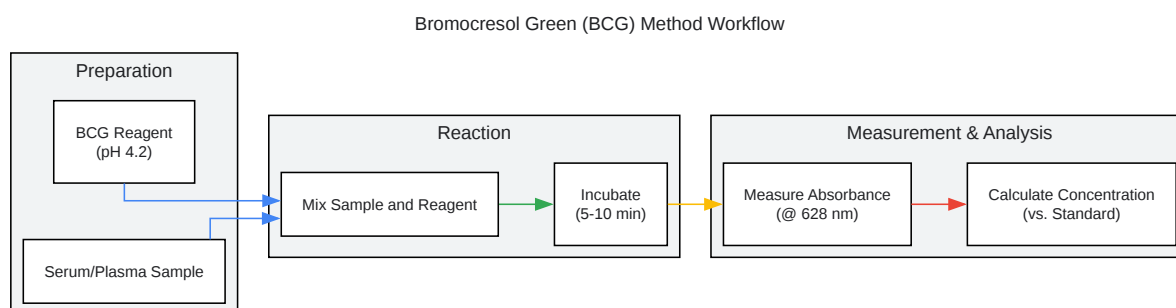 Bromocresol Green (BCG) Method Workflow
Preparation
BCG Reagent
(pH 4.2)
Serum/Plasma Sample
Reaction
Mix Sample and Reagent
Incubate
(5-10 min)
Measurement & Analysis
Measure Absorbance
(@ 628 nm)
Calculate Concentration
(vs. Standard)